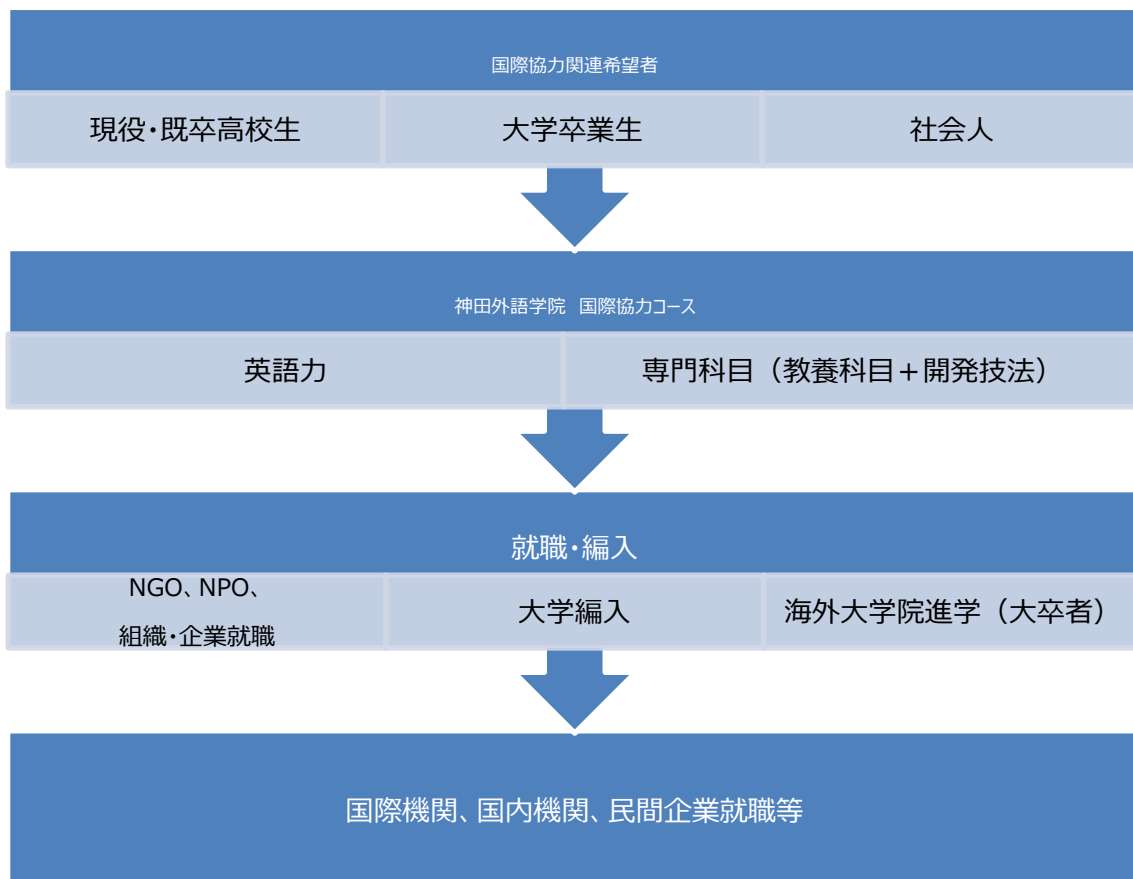 国際協力関連希望者
現役・既卒高校生
大学卒業生
社会人
神田外語学院 国際協力コース
英語力
専門科目（教養科目＋開発技法）
就職・編入
NGO、NPO、
組織・企業就職
大学編入
海外大学院進学（大卒者）
国際機関、国内機関、民間企業就職等